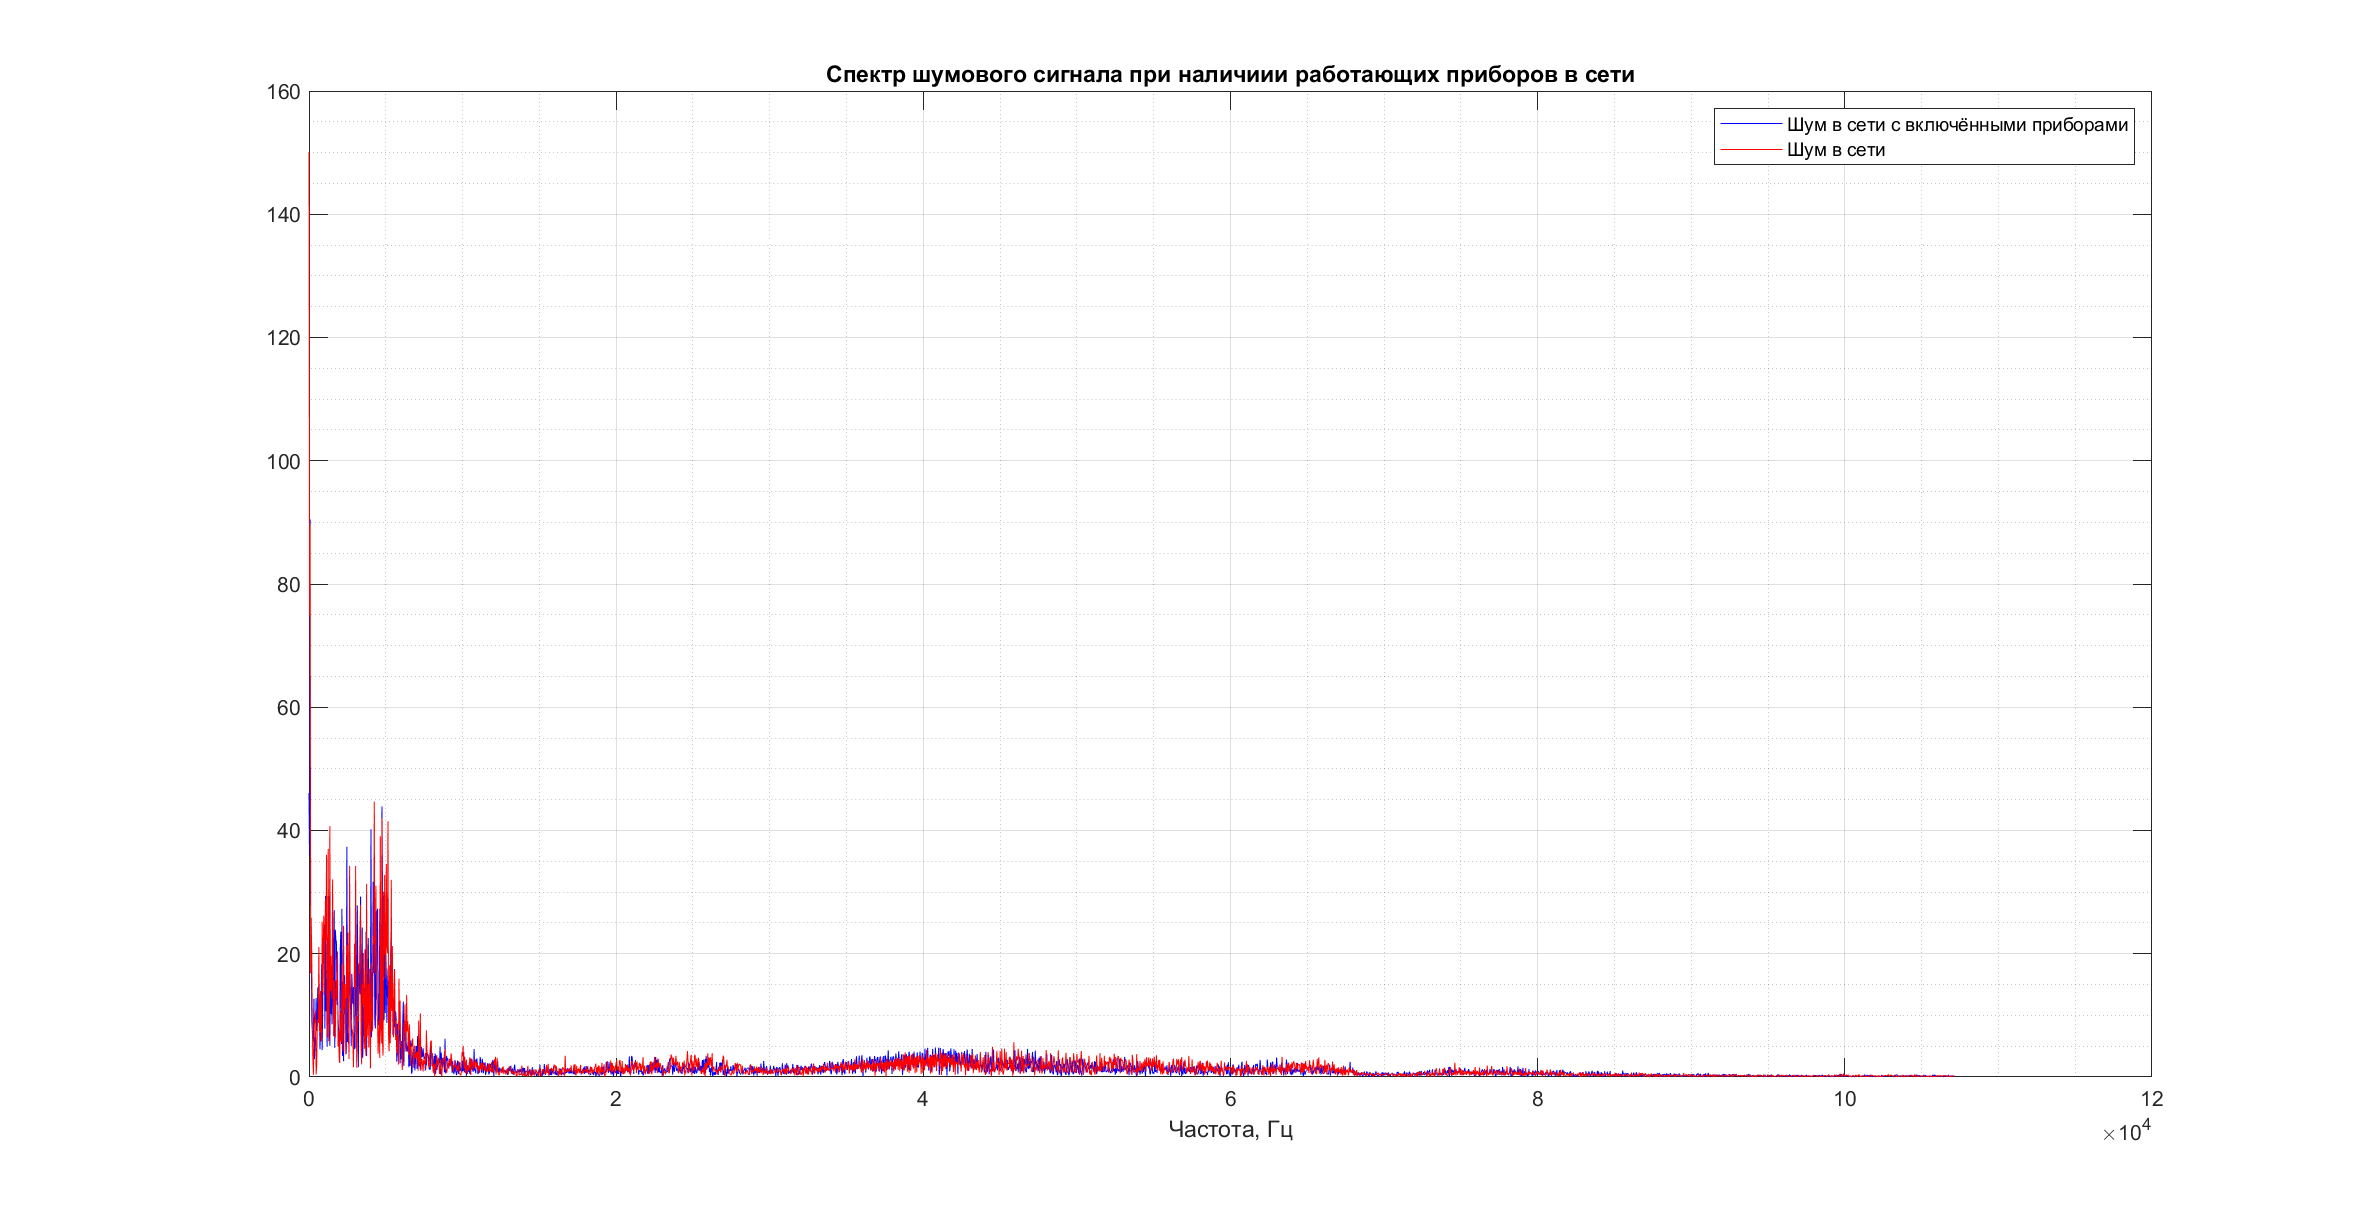 Спектр шумового сигнала при наличиии работающих приборов в сети
Шум в сети с включёнными приборами
Шум в сети
160
140
120
100
80
60
40
20
0
0 2 4 6 8 10 12
Частота, Гц
×10⁴